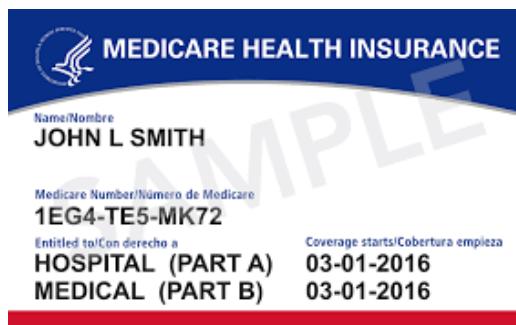 MEDICARE HEALTH INSURANCE
SAMPLE
Name/Nombre
JOHN L SMITH
Medicare Number/Número de Medicare
1EG4-TE5-MK72
Entitled to/Con derecho a Coverage starts/Cobertura empieza
HOSPITAL (PART A) 03-01-2016
MEDICAL (PART B) 03-01-2016